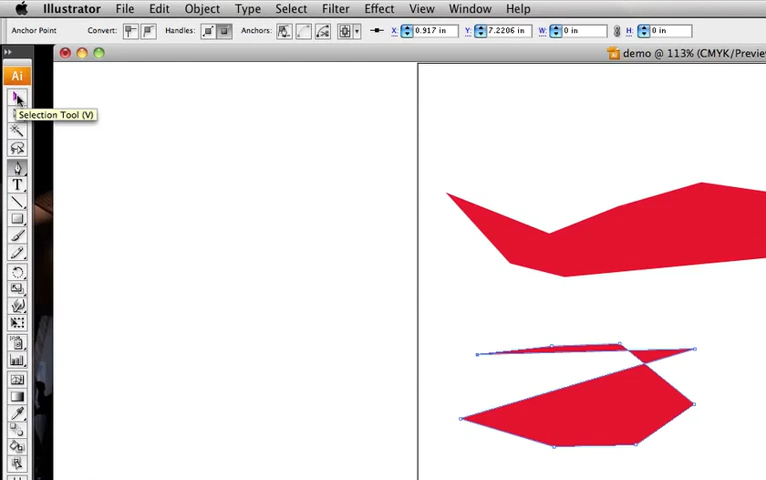 Illustrator File Edit Object Type Select Filter Effect View Window Help
Anchor Point Convert: Handles: Anchors: X: 0.917 in Y: 7.2206 in W: 0 in H: 0 in
demo @ 113% (CMYK/Preview
Ai
Selection Tool (V)
T